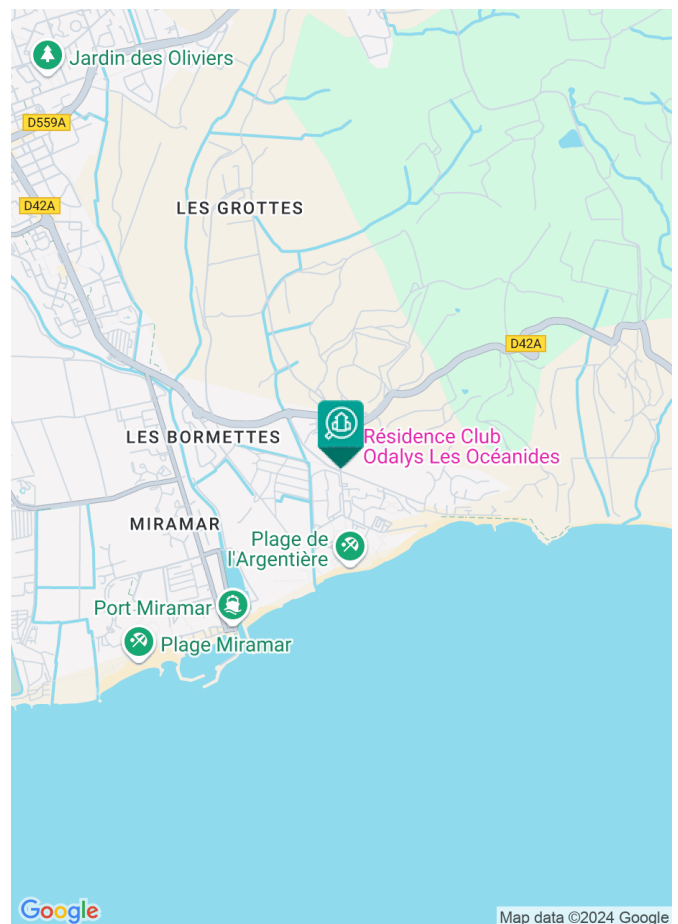 Jardin des Oliviers
D559A
D42A
LES GROTTES
D42A
LES BORMETTES
Résidence Club
Odalys Les Océanides
MIRAMAR
Plage de
l'Argentière
Port Miramar
Plage Miramar
Google
Map data ©2024 Google